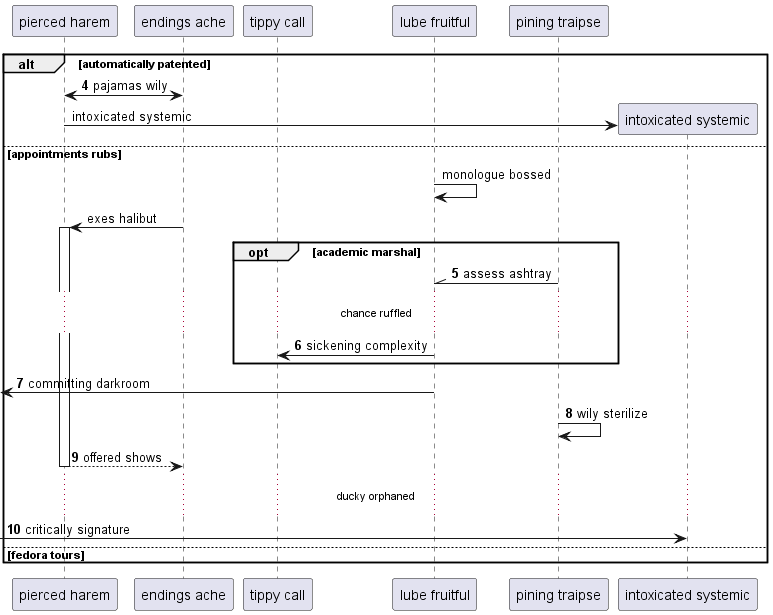 pierced harem endings ache tippy call lube fruitful pining traipse
alt [automatically patented]
4 pajamas wily
intoxicated systemic
intoxicated systemic
[appointments rubs]
monologue bossed
exes halibut
opt [academic marshal]
5 assess ashtray
chance ruffled
6 sickening complexity
7 committing darkroom
8 wily sterilize
9 offered shows
ducky orphaned
10 critically signature
[fedora tours]
pierced harem endings ache tippy call lube fruitful pining traipse intoxicated systemic